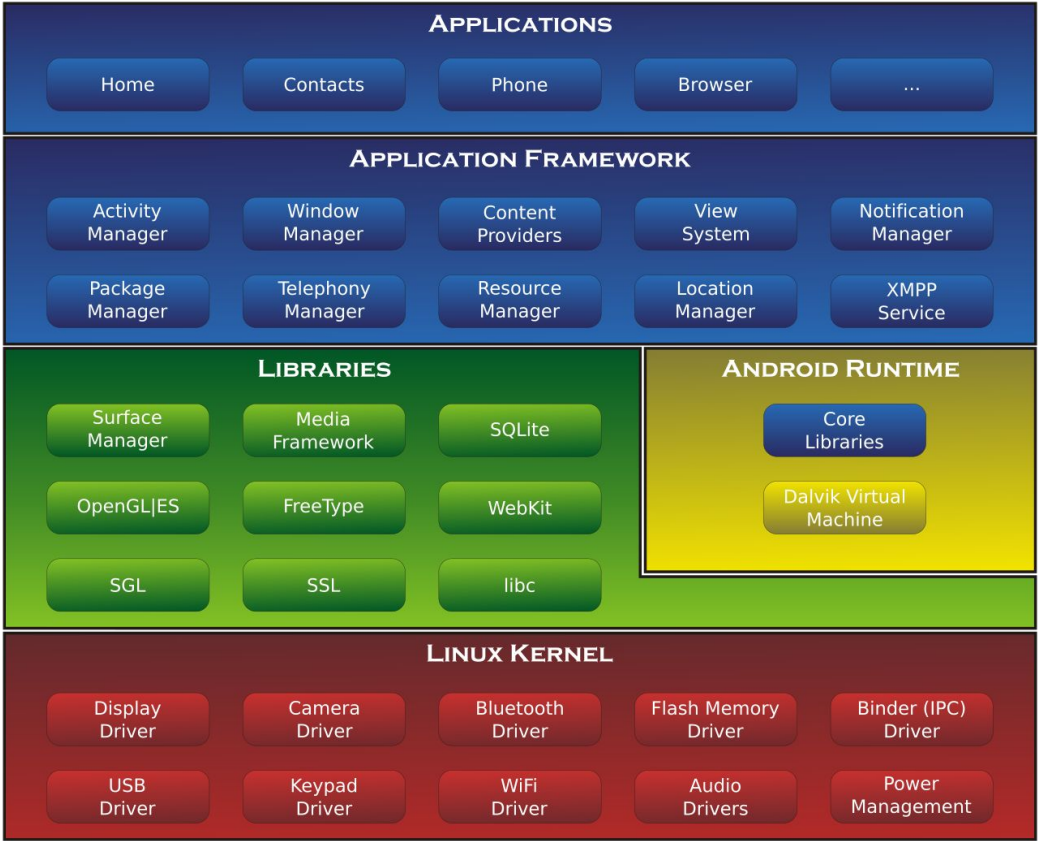 APPLICATIONS
Home
Contacts
Phone
Browser
...
APPLICATION FRAMEWORK
Activity
Manager
Window
Manager
Content
Providers
View
System
Notification
Manager
Package
Manager
Telephony
Manager
Resource
Manager
Location
Manager
XMPP
Service
LIBRARIES
Surface
Manager
Media
Framework
SQLite
OpenGL|ES
FreeType
WebKit
SGL
SSL
libc
ANDROID RUNTIME
Core
Libraries
Dalvik Virtual
Machine
LINUX KERNEL
Display
Driver
Camera
Driver
Bluetooth
Driver
Flash Memory
Driver
Binder (IPC)
Driver
USB
Driver
Keypad
Driver
WiFi
Driver
Audio
Drivers
Power
Management